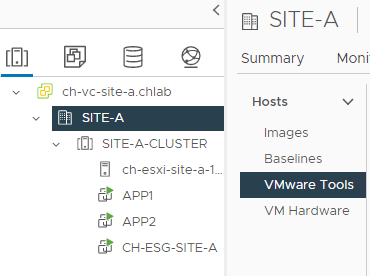 ch-vc-site-a.chlab
SITE-A
SITE-A-CLUSTER
ch-esxi-site-a-1...
APP1
APP2
CH-ESG-SITE-A
SITE-A
Summary Moni
Hosts
Images
Baselines
VMware Tools
VM Hardware